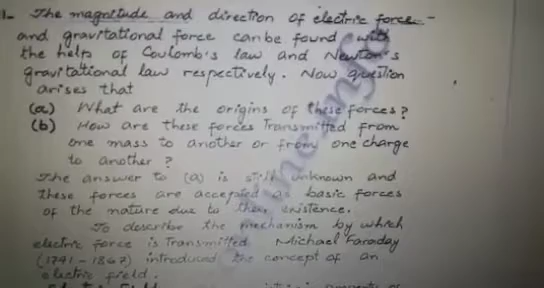 1- The magnitude and direction of electric force-
and gravitational force can be found with
the help of Coulomb's law and Newton's
gravitational law respectively. Now question
arises that
(a) What are the origins of these forces?
(b) How are these forces Transmitted from
one mass to another or from one charge
to another?
The answer to (a) is still unknown and
these forces are accepted as basic forces
of the nature due to their existence.
To describe the mechanism by which
electric force is Transmitted Michael Faraday
(1791-1867) introduced the concept of an
electric field.